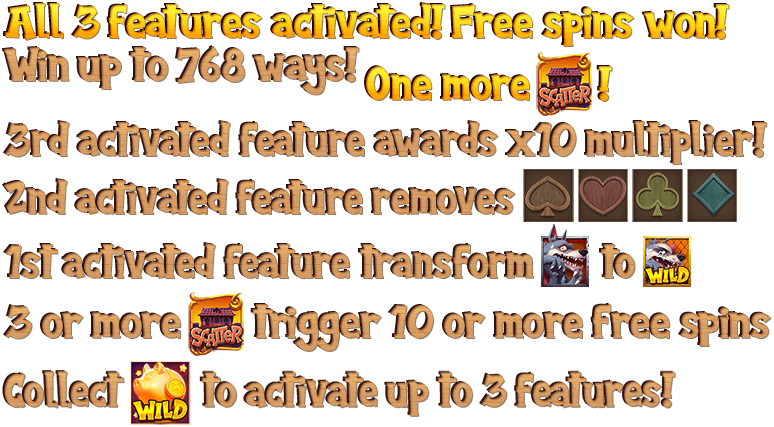 All 3 features activated! Free spins won!
Win up to 768 ways!
One more SCATTER !
3rd activated feature awards x10 multiplier!
2nd activated feature removes
1st activated feature transform to WILD
3 or more SCATTER trigger 10 or more free spins
Collect WILD to activate up to 3 features!